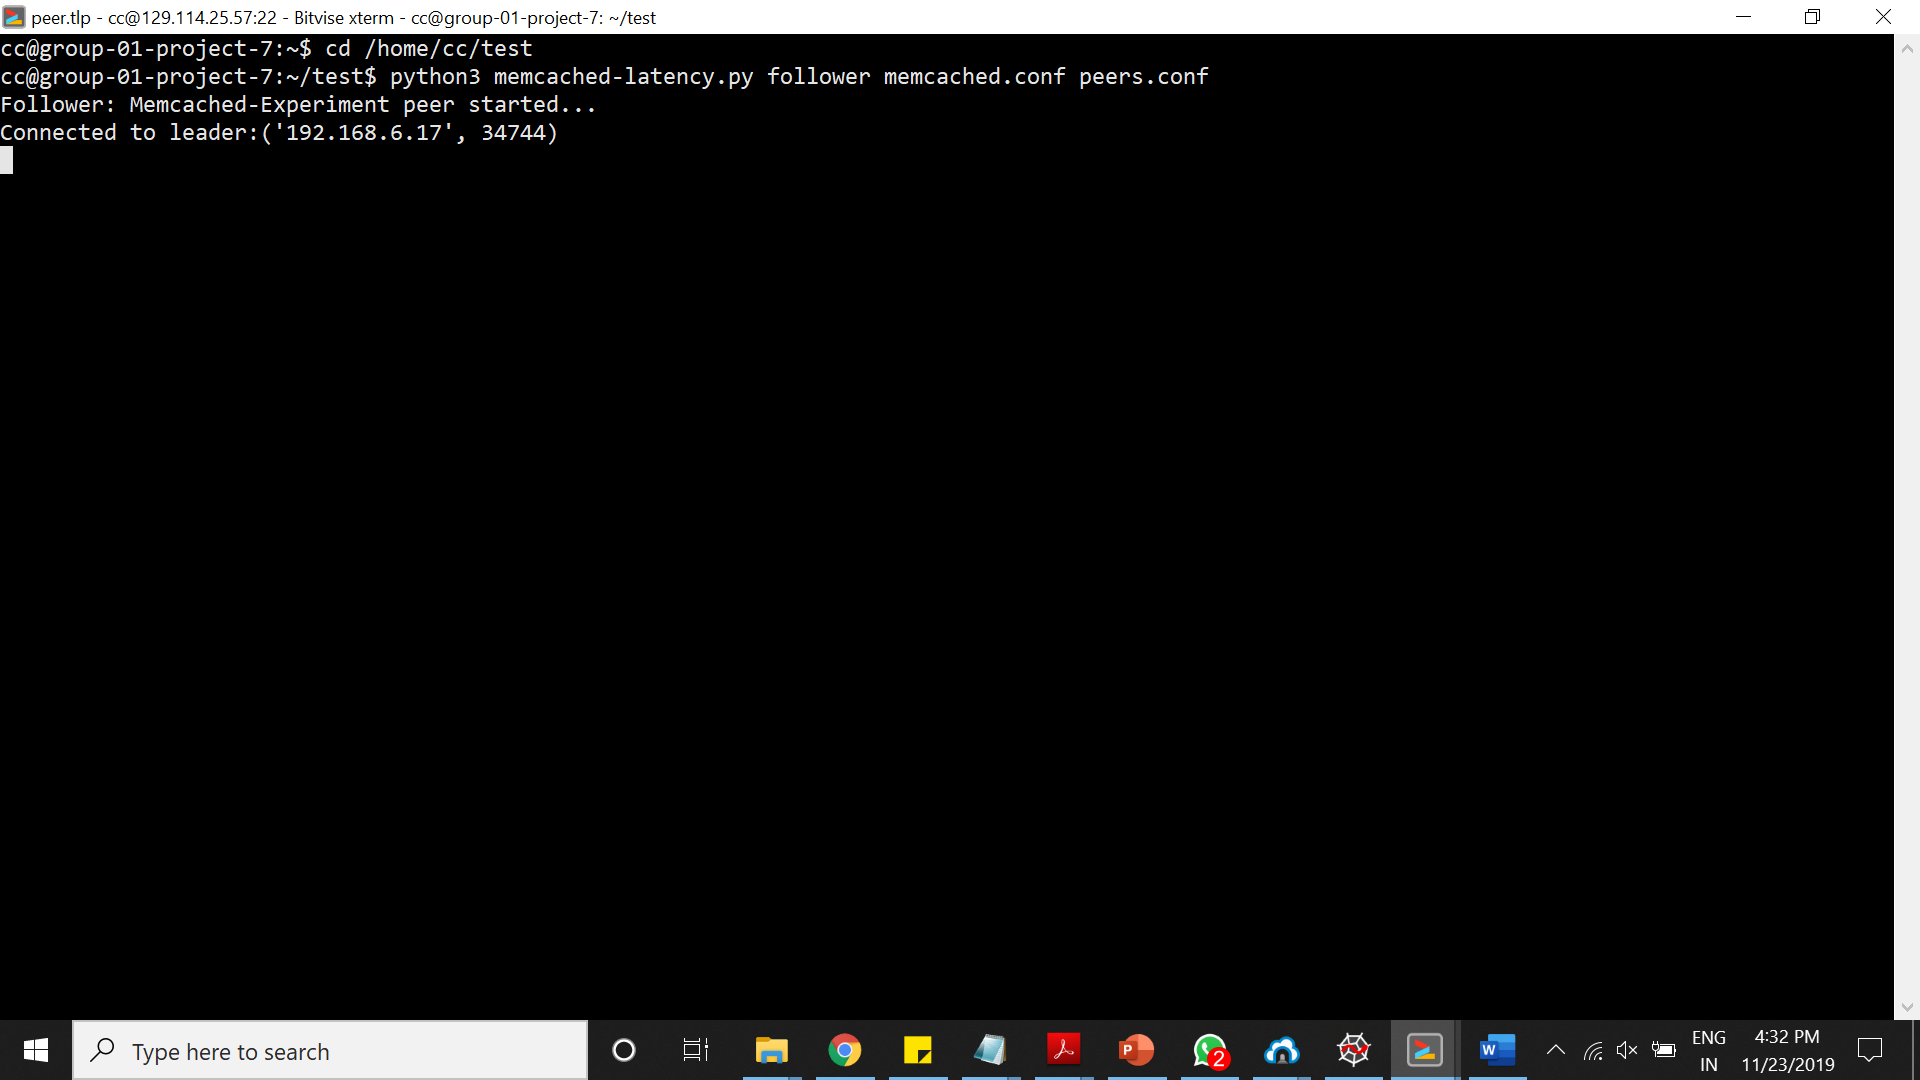 peer.tlp - cc@129.114.25.57:22 - Bitvise xterm - cc@group-01-project-7: ~/test
cc@group-01-project-7:~$ cd /home/cc/test
cc@group-01-project-7:~/test$ python3 memcached-latency.py follower memcached.conf peers.conf
Follower: Memcached-Experiment peer started...
Connected to leader:('192.168.6.17', 34744)
Type here to search
P
2
W
ENG
IN
4:32 PM
11/23/2019